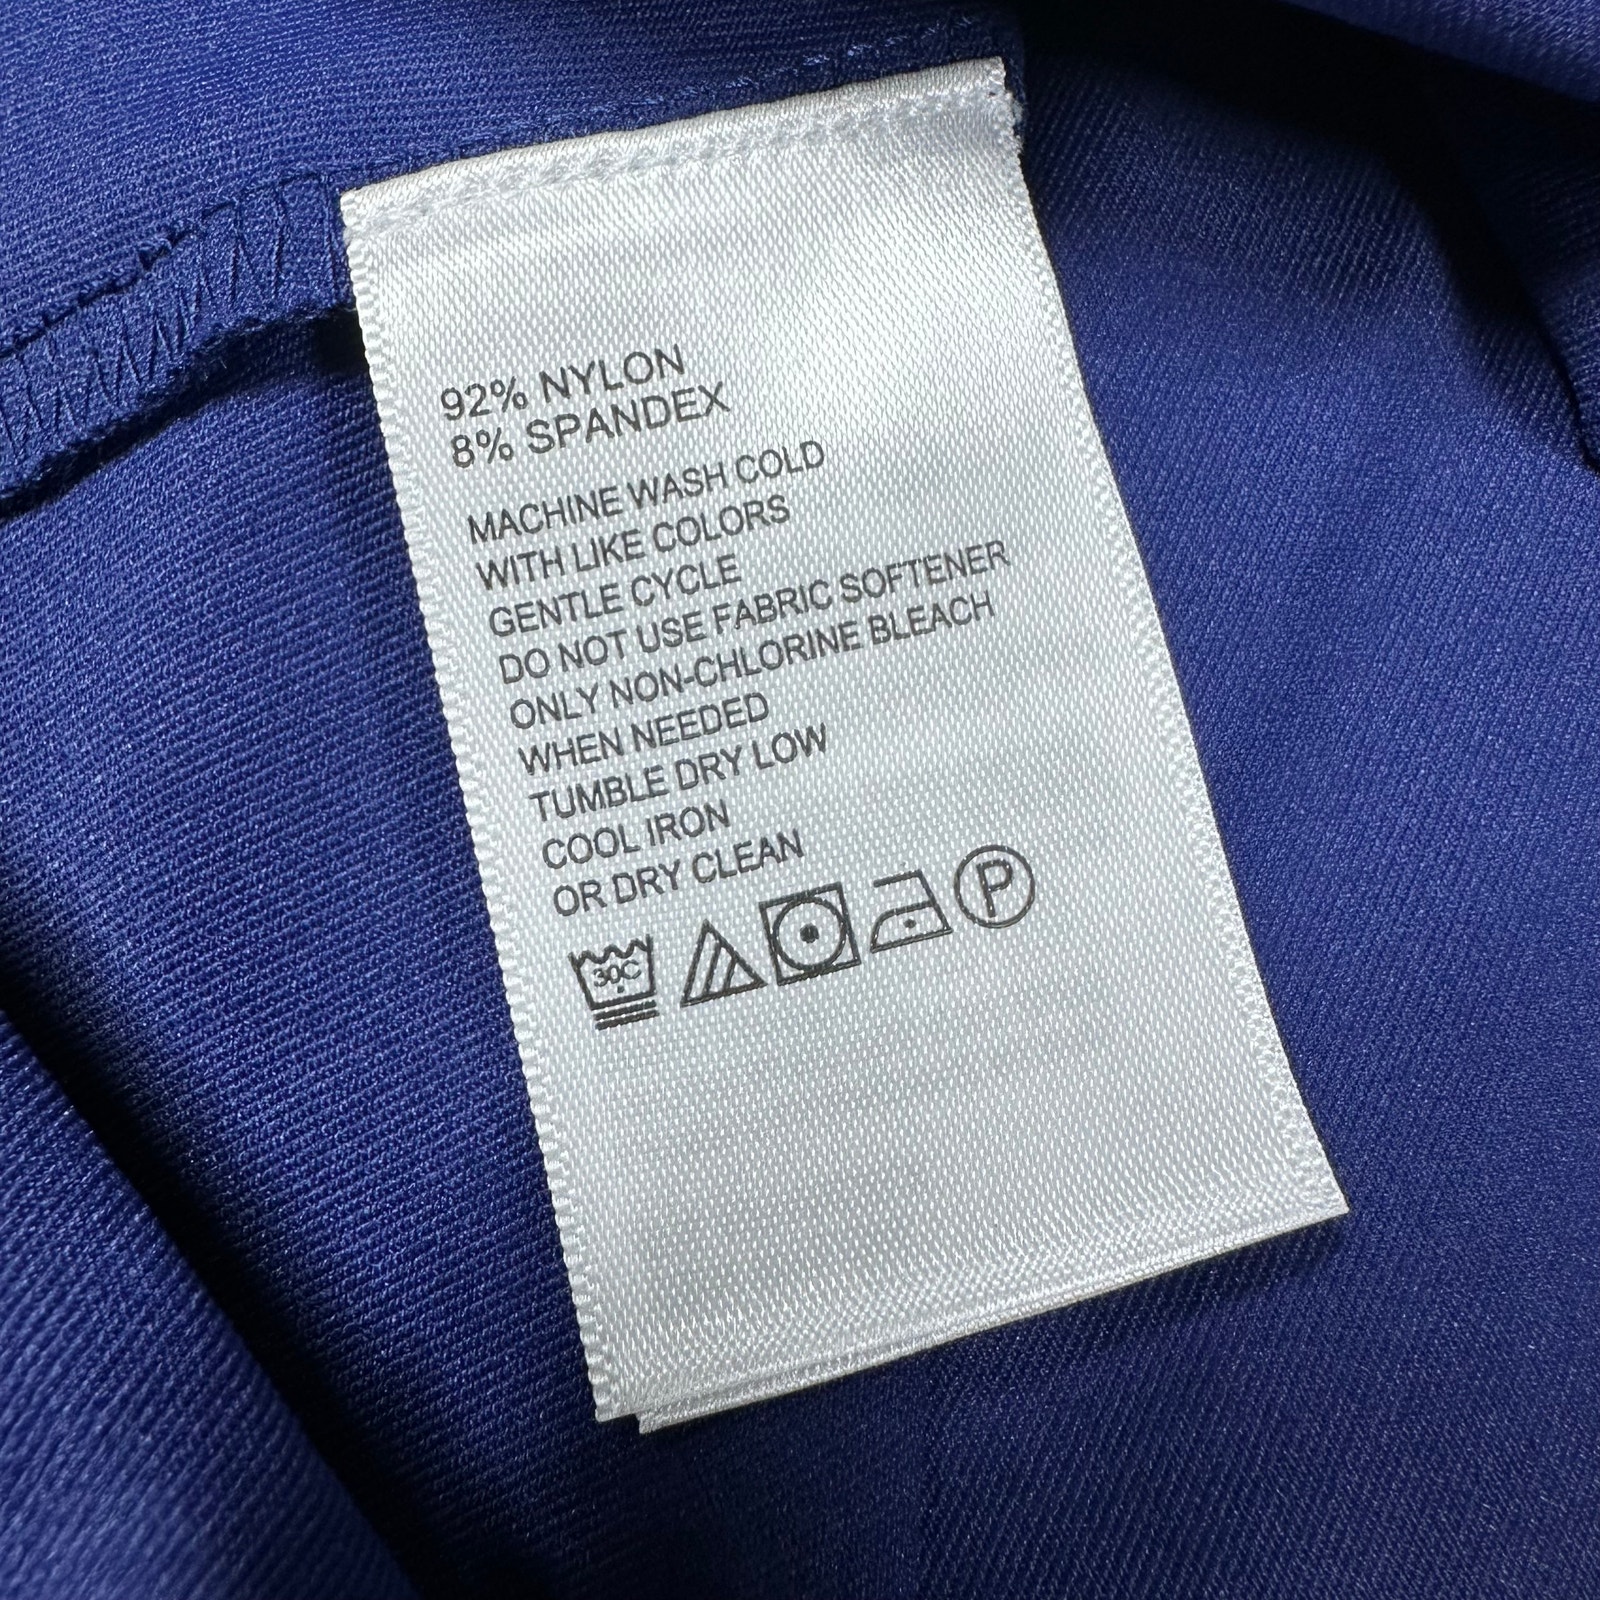 92% NYLON
8% SPANDEX
MACHINE WASH COLD
WITH LIKE COLORS
GENTLE CYCLE
DO NOT USE FABRIC SOFTENER
ONLY NON-CHLORINE BLEACH
WHEN NEEDED
TUMBLE DRY LOW
COOL IRON
OR DRY CLEAN
30C P